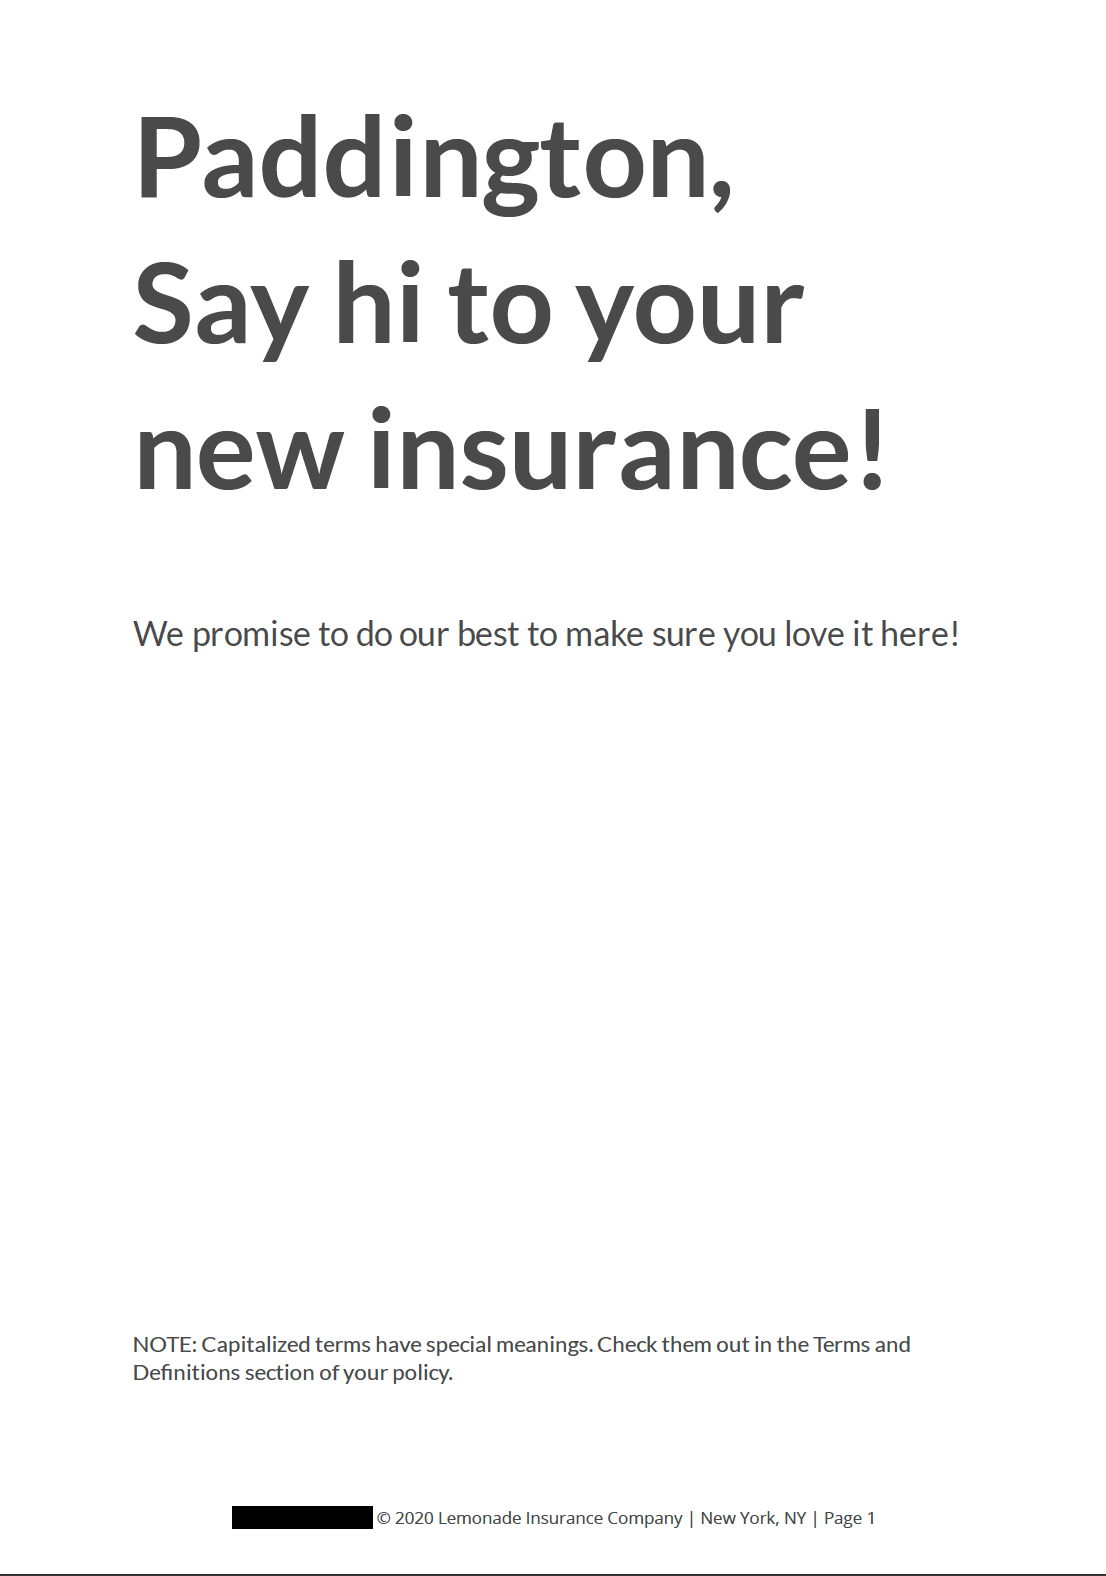 Paddington,
Say hi to your
new insurance!
We promise to do our best to make sure you love it here!
NOTE: Capitalized terms have special meanings. Check them out in the Terms and
Definitions section of your policy.
© 2020 Lemonade Insurance Company | New York, NY | Page 1